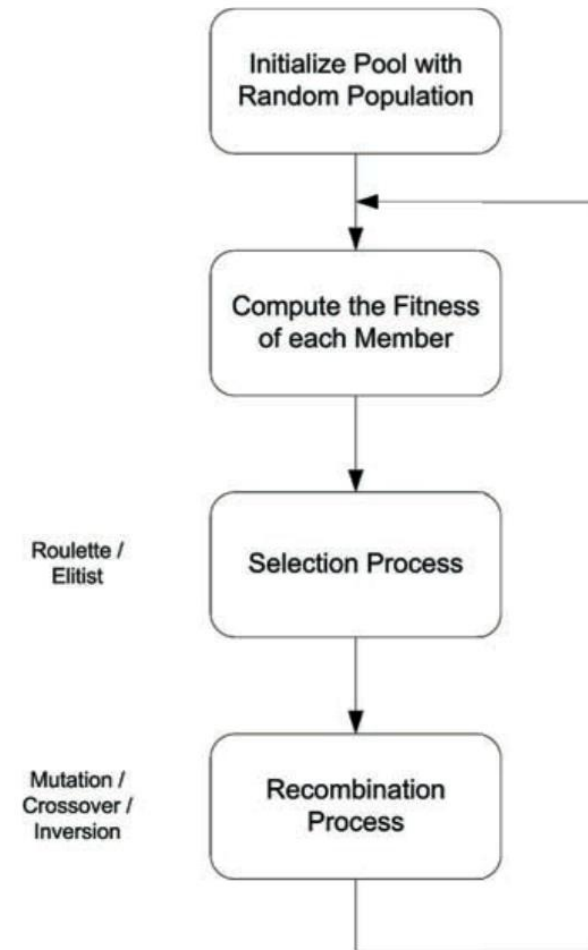 Initialize Pool with
Random Population
Compute the Fitness
of each Member
Roulette /
Elitist
Selection Process
Mutation /
Crossover /
Inversion
Recombination
Process